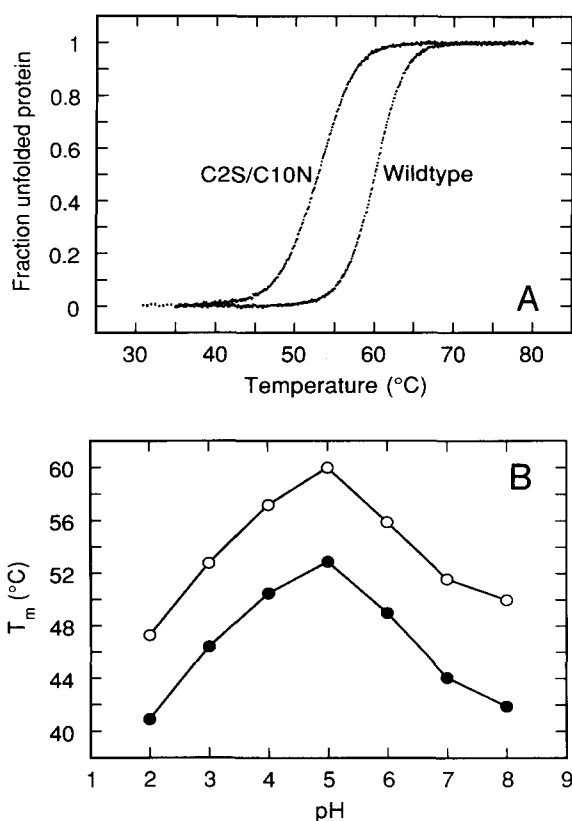 Fraction unfolded protein
1
0.8
0.6
0.4
0.2
0
C2S/C10N
Wildtype
A
30 40 50 60 70 80
Temperature (°C)
B
60
56
52
48
44
40
Tm (°C)
1 2 3 4 5 6 7 8 9
pH